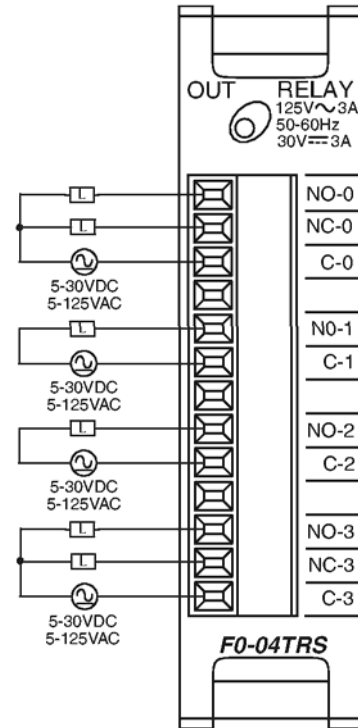 OUT RELAY
125V∼3A
50-60Hz
30V⎓3A
L NO-0
L NC-0
C-0
5-30VDC
5-125VAC
L N0-1
C-1
5-30VDC
5-125VAC
L NO-2
C-2
5-30VDC
5-125VAC
L NO-3
L NC-3
C-3
5-30VDC
5-125VAC
F0-04TRS